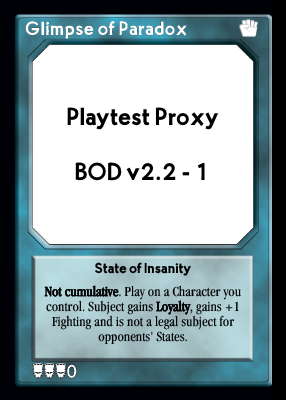 Glimpse of Paradox
Playtest Proxy
BOD v2.2 - 1
State of Insanity
Not cumulative. Play on a Character you
control. Subject gains Loyalty, gains +1
Fighting and is not a legal subject for
opponents' States.
0